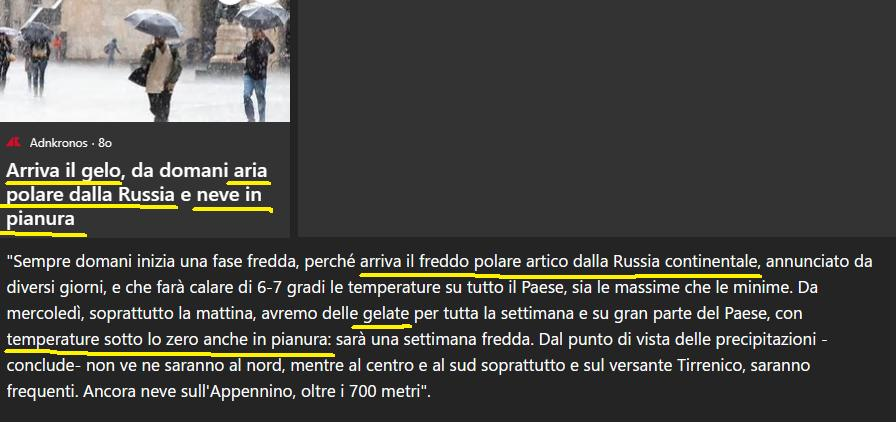 Adnkronos · 8o
Arriva il gelo, da domani aria
polare dalla Russia e neve in
pianura
"Sempre domani inizia una fase fredda, perché arriva il freddo polare artico dalla Russia continentale, annunciato da
diversi giorni, e che farà calare di 6-7 gradi le temperature su tutto il Paese, sia le massime che le minime. Da
mercoledì, soprattutto la mattina, avremo delle gelate per tutta la settimana e su gran parte del Paese, con
temperature sotto lo zero anche in pianura: sarà una settimana fredda. Dal punto di vista delle precipitazioni -
conclude- non ve ne saranno al nord, mentre al centro e al sud soprattutto e sul versante Tirrenico, saranno
frequenti. Ancora neve sull'Appennino, oltre i 700 metri".